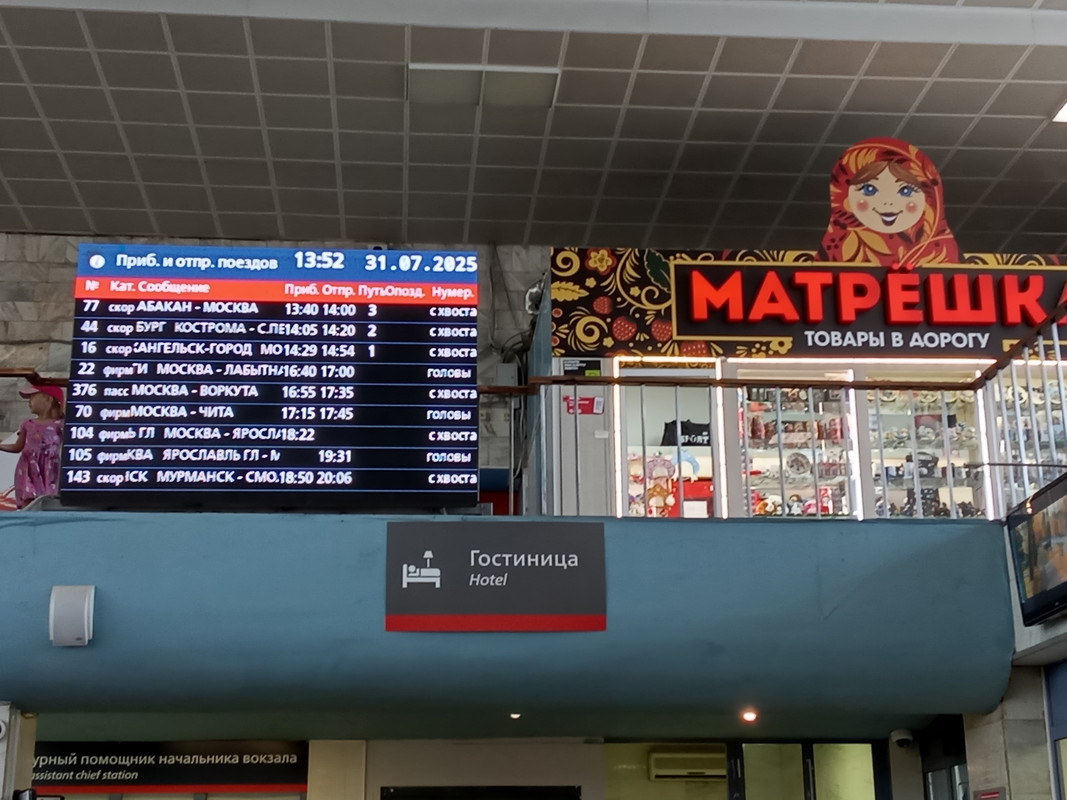 Приб. и отпр. поездов 13:52 31.07.2025
№ Кат. Сообщение Приб. Отпр. Путь Опозд. Нумер.
77 скор АБАКАН - МОСКВА 13:40 14:00 3 с хвоста
44 скор БУРГ КОСТРОМА - С.ПЕ 14:05 14:20 2 с хвоста
16 скор АНГЕЛЬСК-ГОРОД МО 14:29 14:54 1 с хвоста
22 фирм И МОСКВА - ЛАБЫТН 16:40 17:00 головы
376 пасс МОСКВА - ВОРКУТА 16:55 17:35 с хвоста
70 фирм МОСКВА - ЧИТА 17:15 17:45 головы
104 фирм Ь ГЛ МОСКВА - ЯРОСЛ 18:22 с хвоста
105 фирм КВА ЯРОСЛАВЛЬ ГЛ - М 19:31 головы
143 скор СК МУРМАНСК - СМО 18:50 20:06 с хвоста
МАТРЁШКА
ТОВАРЫ В ДОРОГУ
SPORT
Гостиница
Hotel
урный помощник начальника вокзала
assistant chief station